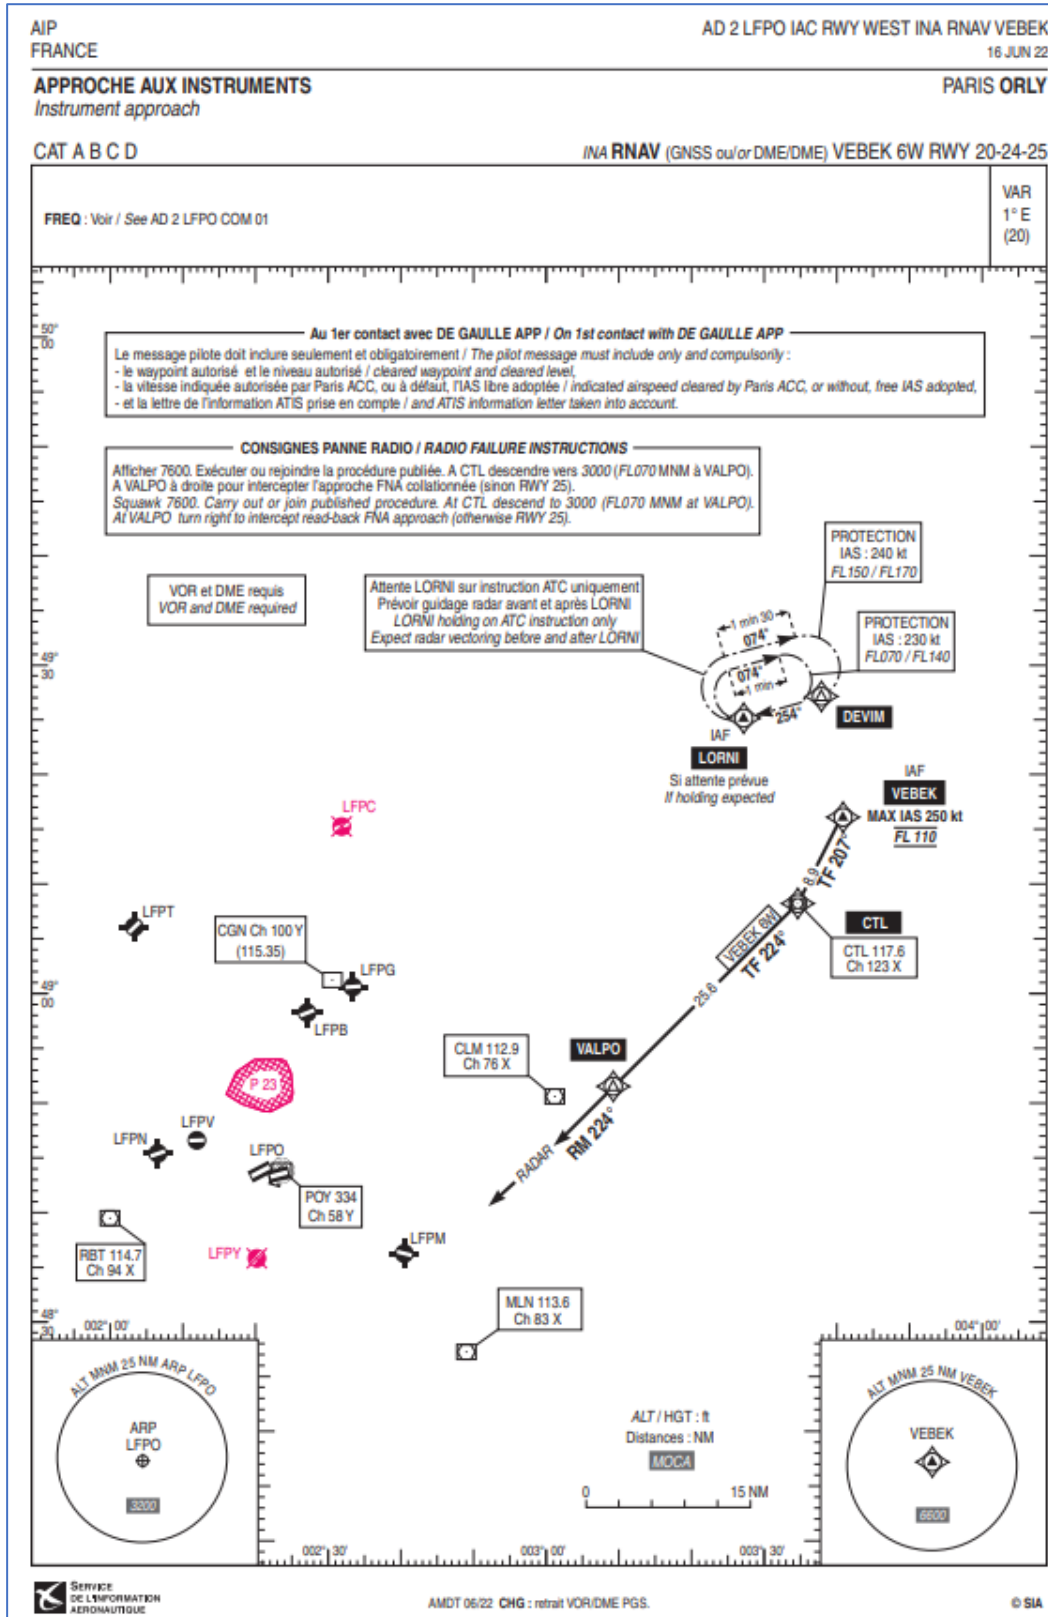 AIP
FRANCE
AD 2 LFPO IAC RWY WEST INA RNAV VEBEK
16 JUN 22
APPROCHE AUX INSTRUMENTS
Instrument approach
PARIS ORLY
CAT A B C D
INA RNAV (GNSS ou/or DME/DME) VEBEK 6W RWY 20-24-25
FREQ : Voir / See AD 2 LFPO COM 01
VAR
1° E
(20)
50°
00
Au 1er contact avec DE GAULLE APP / On 1st contact with DE GAULLE APP
Le message pilote doit inclure seulement et obligatoirement / The pilot message must include only and compulsorily :
- le waypoint autorisé et le niveau autorisé / cleared waypoint and cleared level,
- la vitesse indiquée autorisée par Paris ACC, ou à défaut, l'IAS libre adoptée / indicated airspeed cleared by Paris ACC, or without, free IAS adopted,
- et la lettre de l'information ATIS prise en compte / and ATIS information letter taken into account.
CONSIGNES PANNE RADIO / RADIO FAILURE INSTRUCTIONS
Afficher 7600. Exécuter ou rejoindre la procédure publiée. A CTL descendre vers 3000 (FL070 MNM à VALPO).
A VALPO à droite pour intercepter l'approche FNA collationnée (sinon RWY 25).
Squawk 7600. Carry out or join published procedure. At CTL descend to 3000 (FL070 MNM at VALPO).
At VALPO turn right to intercept read-back FNA approach (otherwise RWY 25).
PROTECTION
IAS : 240 kt
FL150 / FL170
VOR et DME requis
VOR and DME required
Attente LORNI sur instruction ATC uniquement
Prévoir guidage radar avant et après LORNI
LORNI holding on ATC instruction only
Expect radar vectoring before and after LORNI
PROTECTION
IAS : 230 kt
FL070 / FL140
1 min 30
074°
074°
1 min
254°
49°
30
DEVIM
IAF
LORNI
Si attente prévue
If holding expected
IAF
VEBEK
MAX IAS 250 kt
FL 110
LFPC
8.9
TF 207°
LFPT
CGN Ch 100 Y
(115.35)
LFPG
VEBEK 6W
TF 224°
CTL
CTL 117.6
Ch 123 X
49°
00
25.6
LFPB
CLM 112.9
Ch 76 X
VALPO
P 23
LFPV
LFPN
LFPO
RADAR
RM 224°
POY 334
Ch 58 Y
RBT 114.7
Ch 94 X
LFPY
LFPM
MLN 113.6
Ch 83 X
48°
30
002° 00'
004° 00'
ALT MNM 25 NM ARP LFPO
ARP
LFPO
3200
ALT / HGT : ft
Distances : NM
MOCA
0
15 NM
ALT MNM 25 NM VEBEK
VEBEK
6600
002° 30'
003° 00'
003° 30'
SERVICE
DE L'INFORMATION
AERONAUTIQUE
AMDT 06/22 CHG : retrait VOR/DME PGS.
© SIA